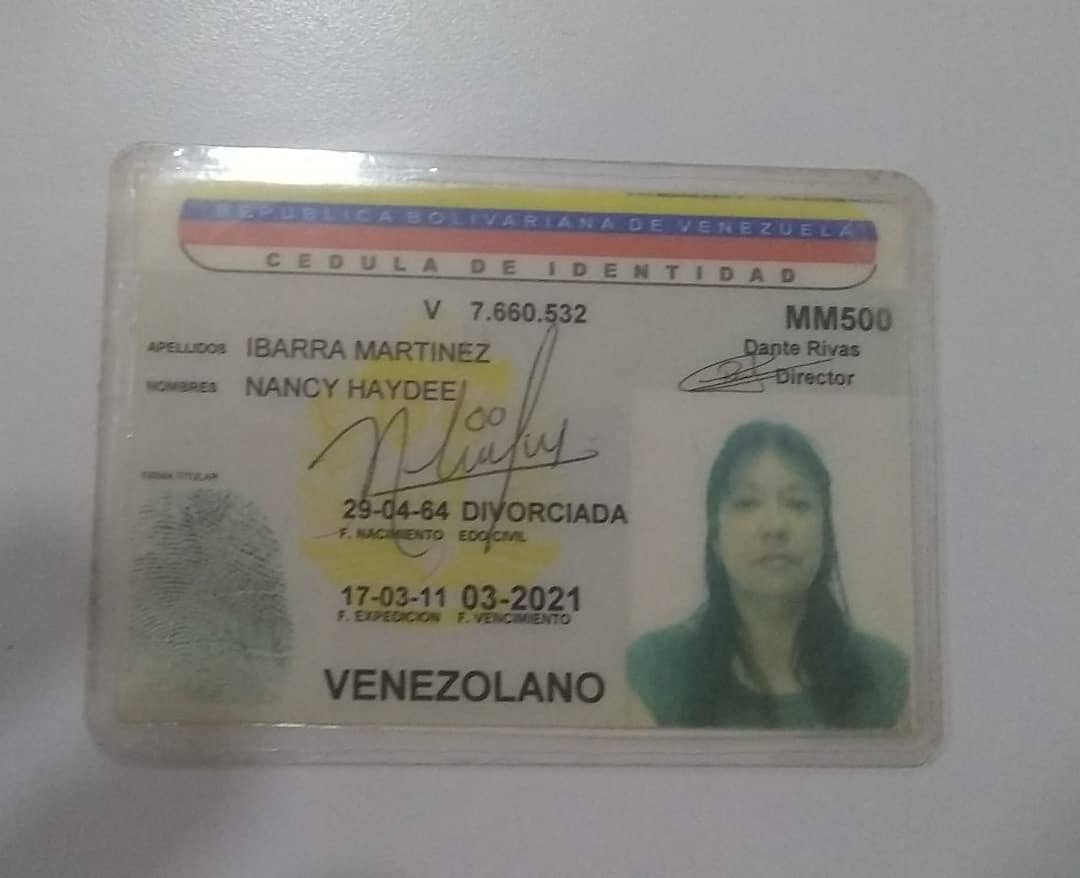 REPUBLICA BOLIVARIANA DE VENEZUELA
CEDULA DE IDENTIDAD
V 7.660.532 MM500
Dante Rivas
Director
APELLIDOS IBARRA MARTINEZ
NOMBRES NANCY HAYDEE
FIRMA TITULAR
29-04-64 DIVORCIADA
F. NACIMIENTO EDO CIVIL
17-03-11 03-2021
F. EXPEDICION F. VENCIMIENTO
VENEZOLANO